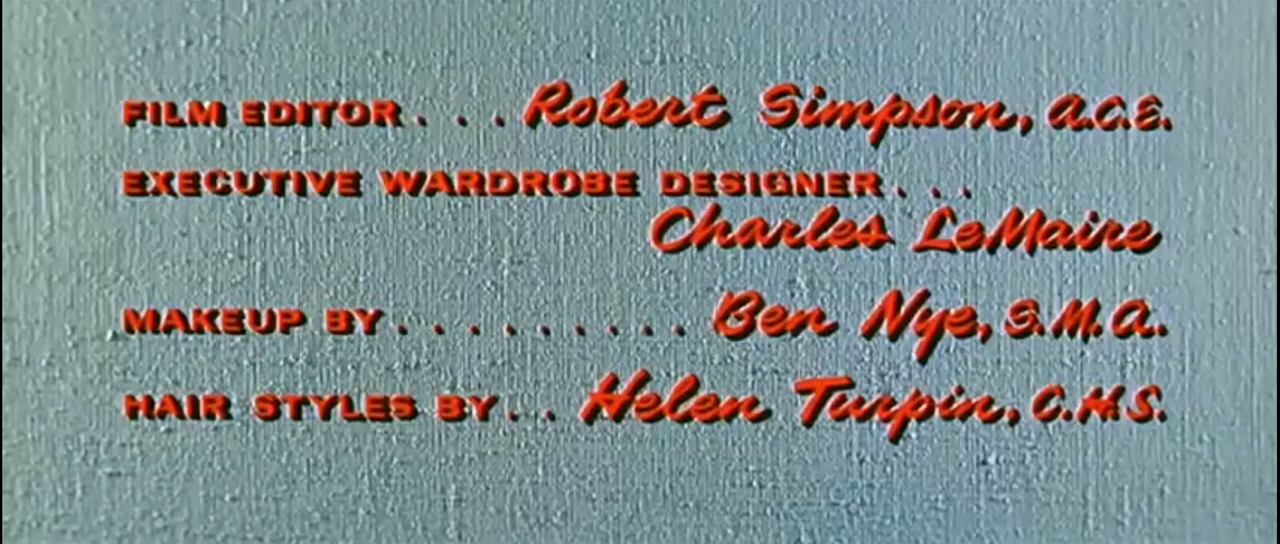 FILM EDITOR . . . Robert Simpson, A.C.E.
EXECUTIVE WARDROBE DESIGNER . . .
Charles LeMaire
MAKEUP BY . . . . . . . . . . Ben Nye, S.M.A.
HAIR STYLES BY . . Helen Turpin, C.H.S.